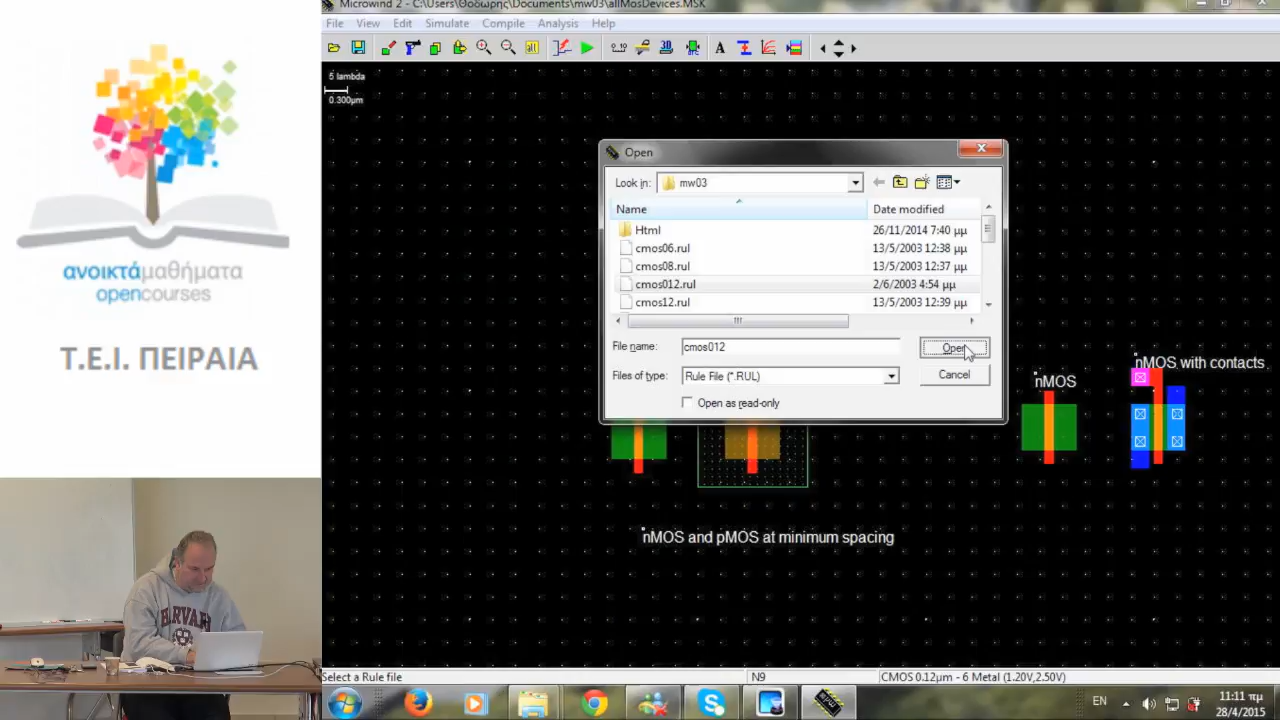 Microwind 2 - C:\Users\Θοδωρής\Documents\mw03\allMosDevices.MSK
File View Edit Simulate Compile Analysis Help
5 lambda
0.300µm
Open
Look in: mw03
Name Date modified
Html 26/11/2014 7:40 μμ
cmos06.rul 13/5/2003 12:38 μμ
cmos08.rul 13/5/2003 12:37 μμ
cmos012.rul 2/6/2003 4:54 μμ
cmos12.rul 13/5/2003 12:39 μμ
File name: cmos012 Open
Files of type: Rule File (*.RUL) Cancel
Open as read-only
nMOS
nMOS with contacts
nMOS and pMOS at minimum spacing
Select a Rule file N9 CMOS 0.12µm - 6 Metal (1.20V,2.50V)
EN 11:11 πμ
28/4/2015
ανοικτάμαθήματα
opencourses
Τ.Ε.Ι. ΠΕΙΡΑΙΑ
HARVARD